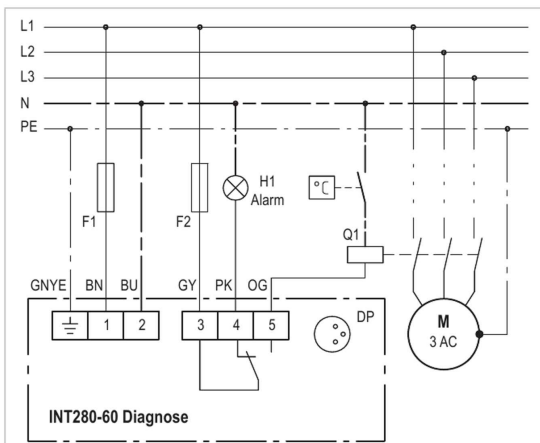 L1
L2
L3
N
PE
F1
F2
H1
Alarm
°C
Q1
GNYE BN BU GY PK OG
1 2 3 4 5
DP
M
3 AC
INT280-60 Diagnose